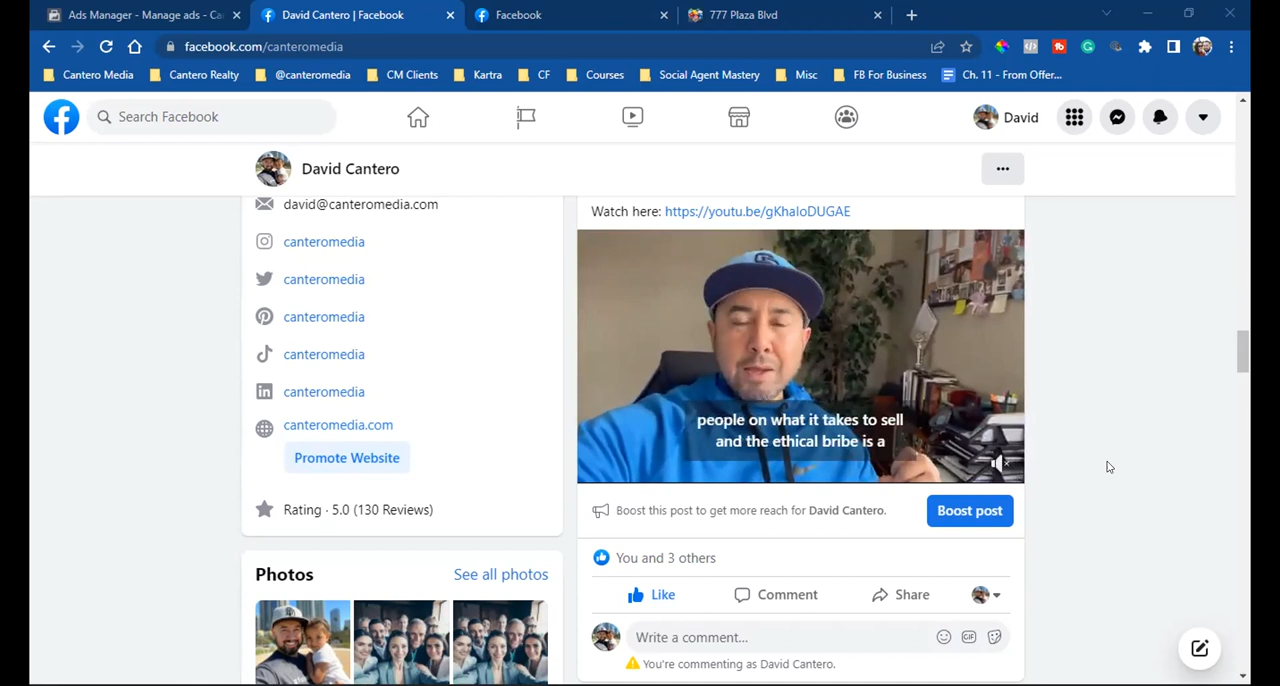 Ads Manager - Manage ads - Ca
David Cantero | Facebook
Facebook
777 Plaza Blvd
facebook.com/canteromedia
Cantero Media
Cantero Realty
@canteromedia
CM Clients
Kartra
CF
Courses
Social Agent Mastery
Misc
FB For Business
Ch. 11 - From Offer...
Search Facebook
David
David Cantero
david@canteromedia.com
canteromedia
canteromedia
canteromedia
canteromedia
canteromedia
canteromedia.com
Promote Website
Rating · 5.0 (130 Reviews)
Photos
See all photos
Watch here: https://youtu.be/gKhaIoDUGAE
people on what it takes to sell
and the ethical bribe is a
Boost this post to get more reach for David Cantero.
Boost post
You and 3 others
Like
Comment
Share
Write a comment...
GIF
You're commenting as David Cantero.